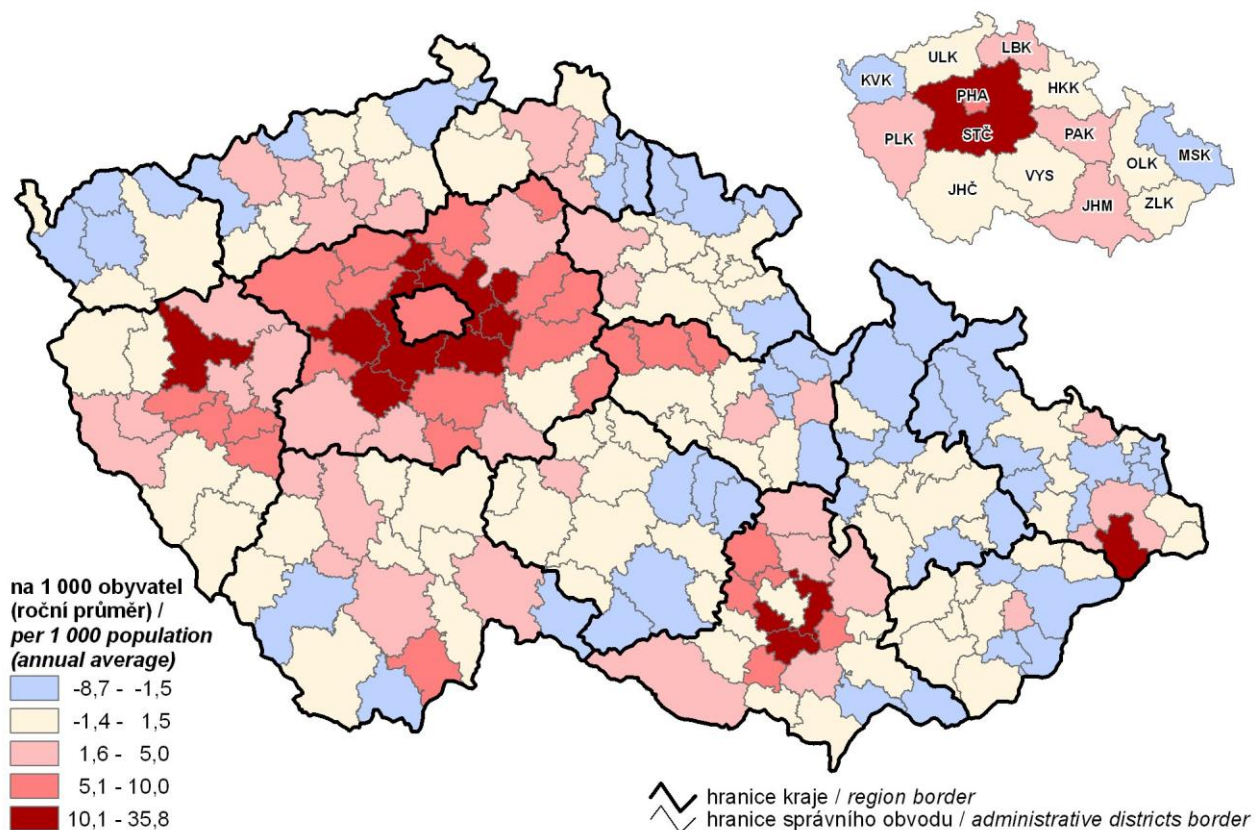 LBK
ULK
KVK
HKK
PHA
STČ
PLK
PAK
MSK
OLK
VYS
JHČ
JHM
ZLK
na 1 000 obyvatel
(roční průměr) /
per 1 000 population
(annual average)
-8,7 - -1,5
-1,4 - 1,5
1,6 - 5,0
5,1 - 10,0
10,1 - 35,8
hranice kraje / region border
hranice správního obvodu / administrative districts border